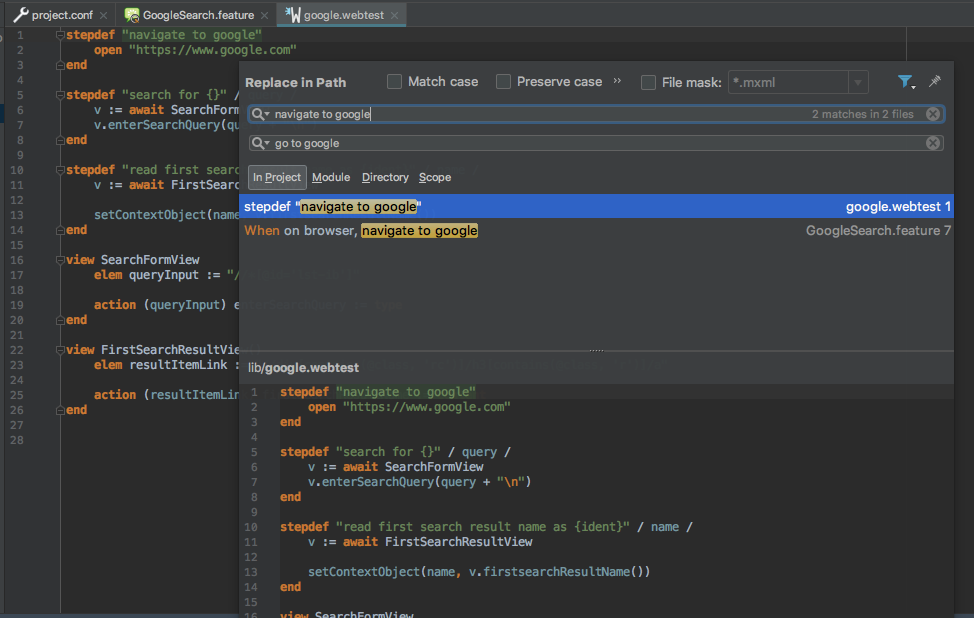 project.conf GoogleSearch.feature google.webtest
1 stepdef "navigate to google"
2 open "https://www.google.com"
3 end
4
5 stepdef "search for {}" /
6 v := await SearchForm
7 v.enterSearchQuery(qu
8 end
9
10 stepdef "read first searc
11 v := await FirstSearc
12
13 setContextObject(name
14 end
15
16 view SearchFormView
17 elem queryInput := "/
18
19 action (queryInput) e
20 end
21
22 view FirstSearchResultVie
23 elem resultItemLink :
24
25 action (resultItemLin
26 end
27
28
Replace in Path Match case Preserve case » File mask: *.mxml
navigate to google 2 matches in 2 files
go to google
In Project Module Directory Scope
stepdef "navigate to google" google.webtest 1
When on browser, navigate to google GoogleSearch.feature 7
lib/google.webtest
1 stepdef "navigate to google"
2 open "https://www.google.com"
3 end
4
5 stepdef "search for {}" / query /
6 v := await SearchFormView
7 v.enterSearchQuery(query + "\n")
8 end
9
10 stepdef "read first search result name as {ident}" / name /
11 v := await FirstSearchResultView
12
13 setContextObject(name, v.firstsearchResultName())
14 end
15
16 view SearchFormView